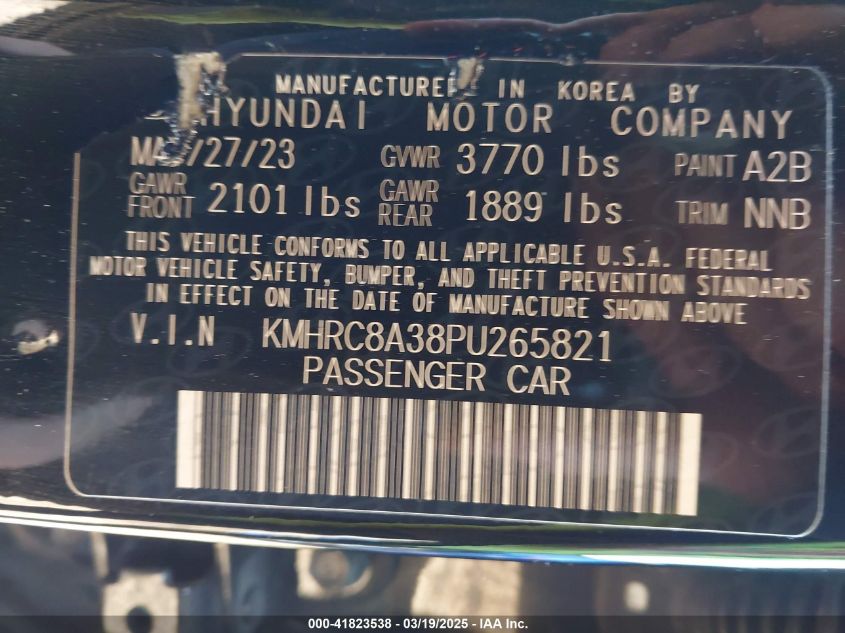 MANUFACTURED IN KOREA BY
HYUNDAI MOTOR COMPANY
/27/23 GVWR 3770 lbs PAINT A2B
GAWR FRONT 2101 lbs GAWR REAR 1889 lbs TRIM NNB
THIS VEHICLE CONFORMS TO ALL APPLICABLE U.S.A. FEDERAL
MOTOR VEHICLE SAFETY, BUMPER, AND THEFT PREVENTION STANDARDS
IN EFFECT ON THE DATE OF MANUFACTURE SHOWN ABOVE
V.I.N KMHRC8A38PU265821
PASSENGER CAR
000-41823538 - 03/19/2025 - IAA Inc.